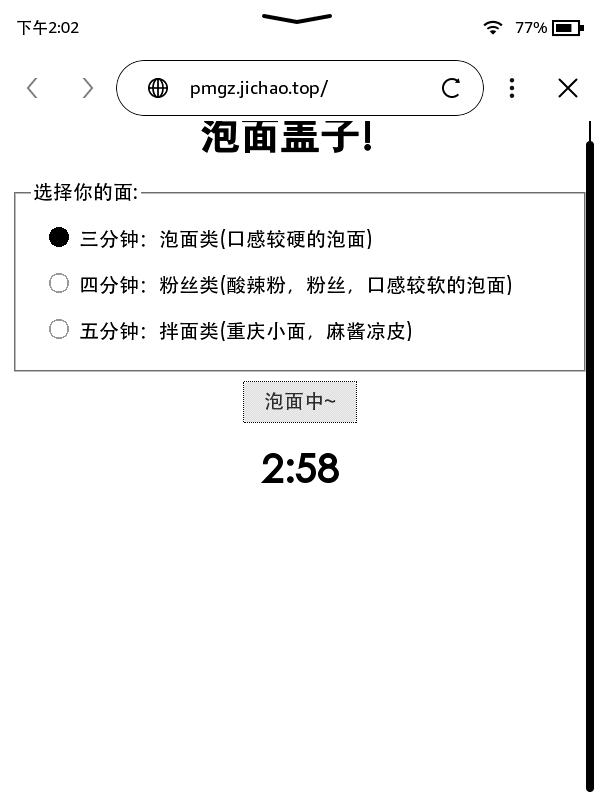 下午2:02
77%
pmgz.jichao.top/
泡面盖子!
选择你的面:
三分钟：泡面类(口感较硬的泡面)
四分钟：粉丝类(酸辣粉，粉丝，口感较软的泡面)
五分钟：拌面类(重庆小面，麻酱凉皮)
泡面中~
2:58